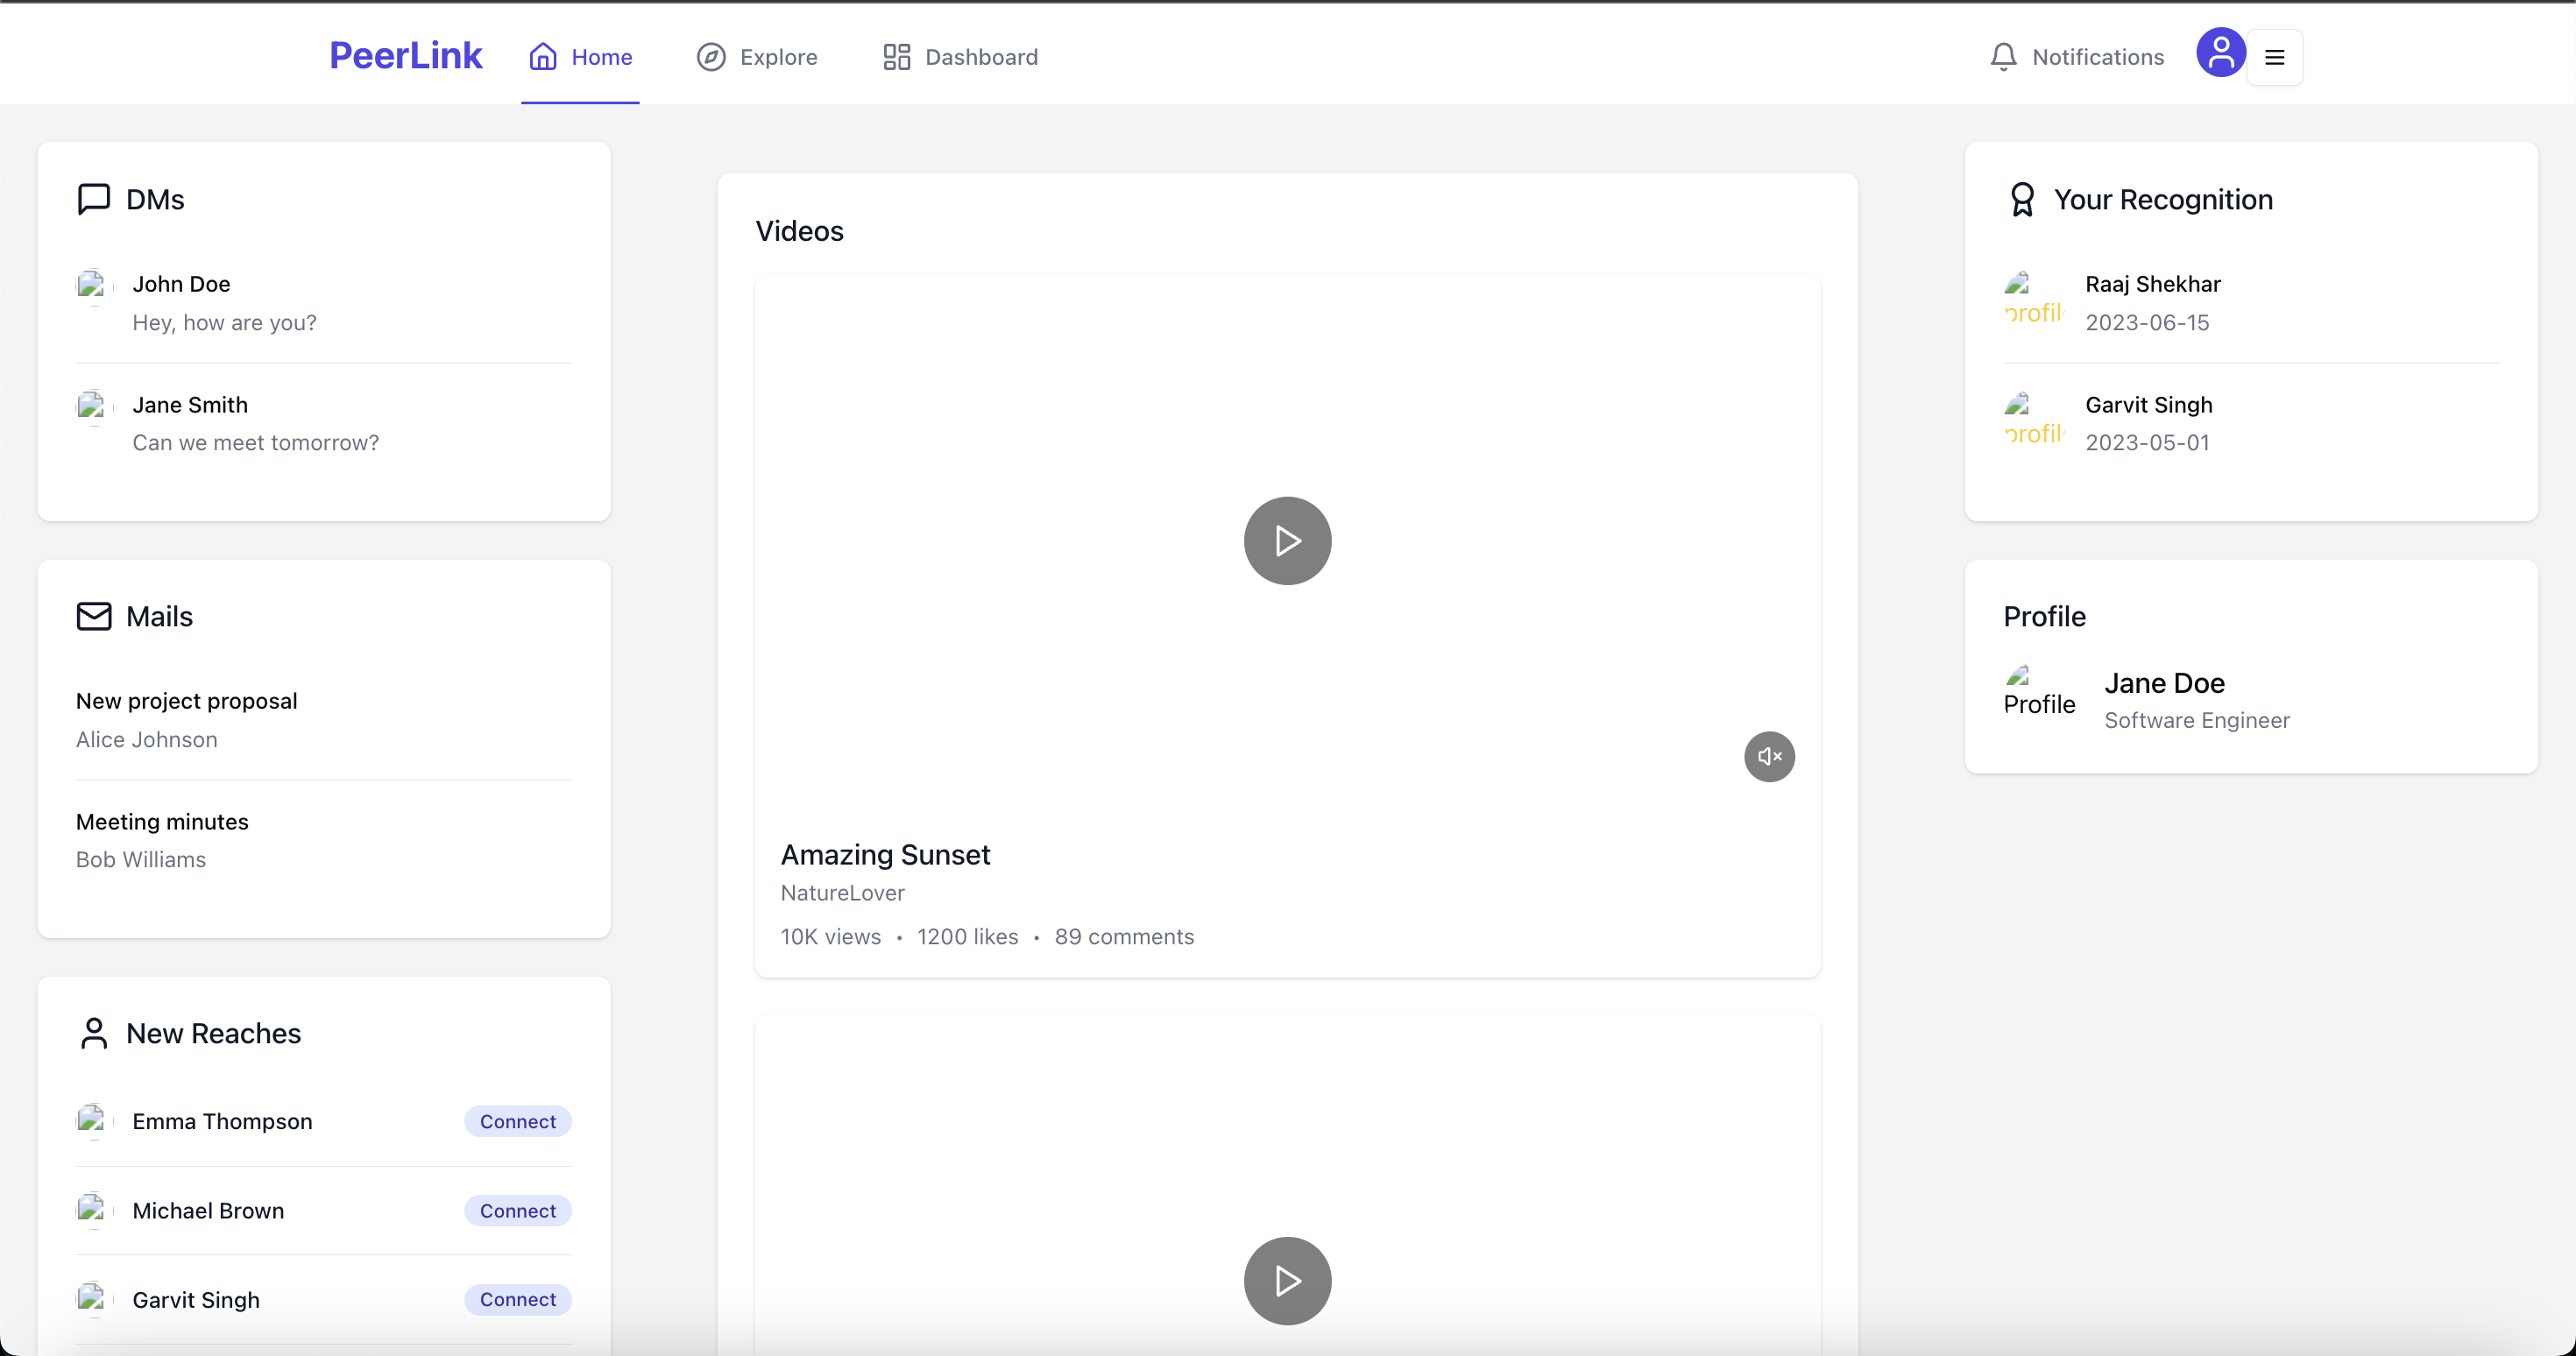 PeerLink
Home
Explore
Dashboard
Notifications
DMs
John Doe
Hey, how are you?
Jane Smith
Can we meet tomorrow?
Mails
New project proposal
Alice Johnson
Meeting minutes
Bob Williams
New Reaches
Emma Thompson
Connect
Michael Brown
Connect
Garvit Singh
Connect
Videos
Amazing Sunset
NatureLover
10K views • 1200 likes • 89 comments
Your Recognition
profil
Raaj Shekhar
2023-06-15
profil
Garvit Singh
2023-05-01
Profile
Profile
Jane Doe
Software Engineer